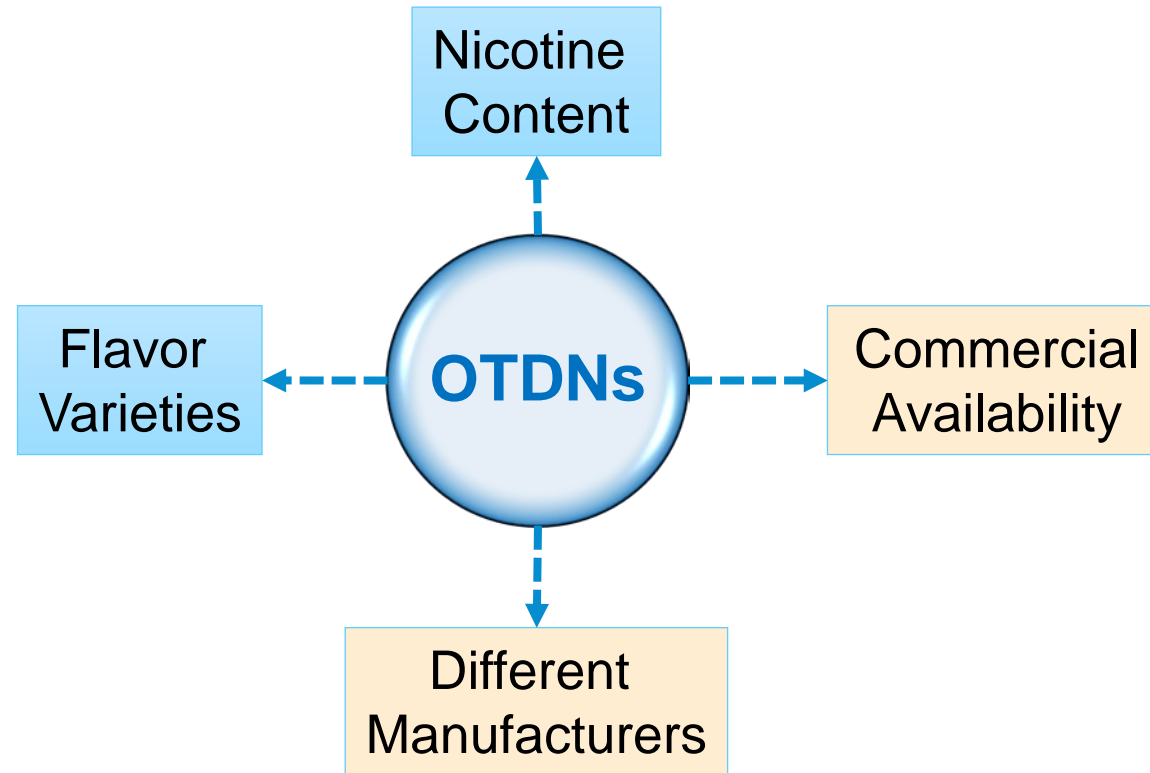 Nicotine
Content
Flavor
Varieties
OTDNs
Commercial
Availability
Different
Manufacturers